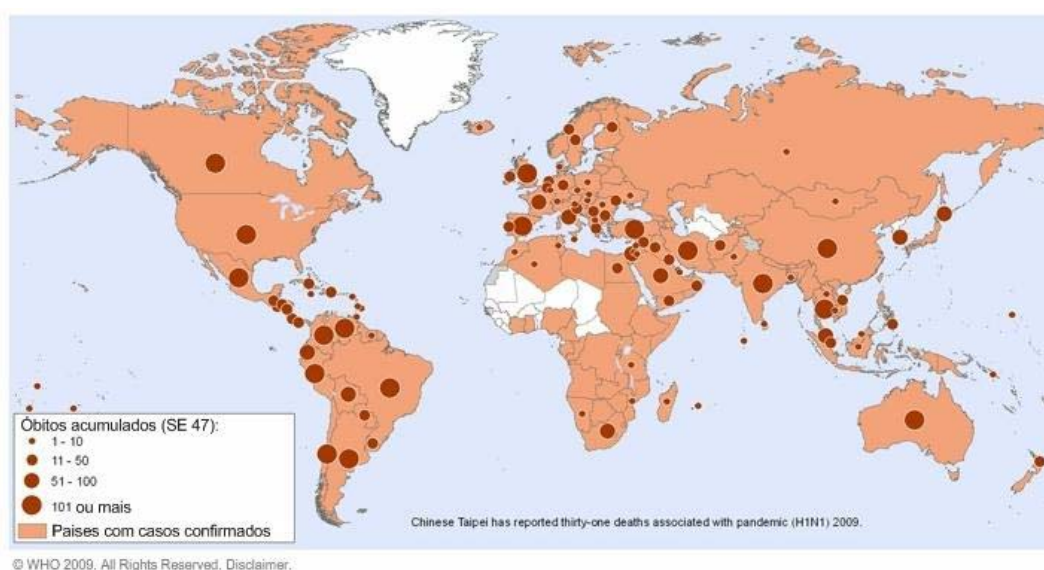 Óbitos acumulados (SE 47):
1 - 10
11 - 50
51 - 100
101 ou mais
Paises com casos confirmados
Chinese Taipei has reported thirty-one deaths associated with pandemic (H1N1) 2009.
© WHO 2009. All Rights Reserved. Disclaimer.